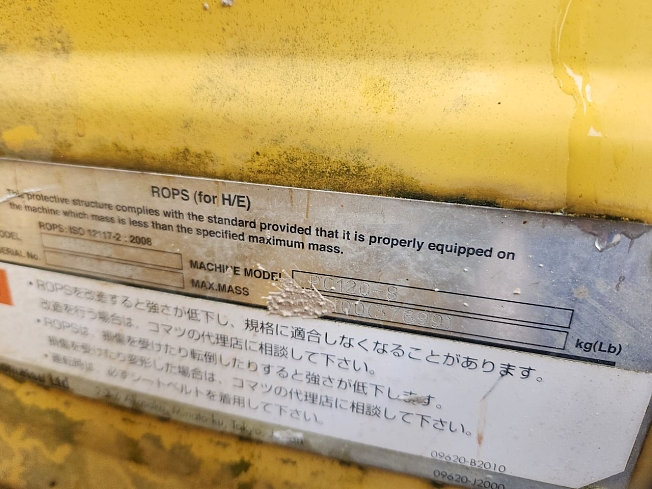 ROPS (for H/E)
This protective structure complies with the standard provided that it is properly equipped on
the machine which mass is less than the specified maximum mass.
ROPS: ISO 12117-2 : 2008
MODEL
SERIAL No.
MACHINE MODEL
MAX.MASS
kg(Lb)
・ROPSを改造すると強さが低下し、規格に適合しなくなることがあります。
改造を行う場合は、コマツの代理店に相談して下さい。
・ROPSは、損傷を受けたり転倒したりすると強さが低下します。
損傷を受けたり変形した場合は、コマツの代理店に相談して下さい。
・運転時は、必ずシートベルトを着用して下さい。
Ltd
09620-B2010
09620-J2000